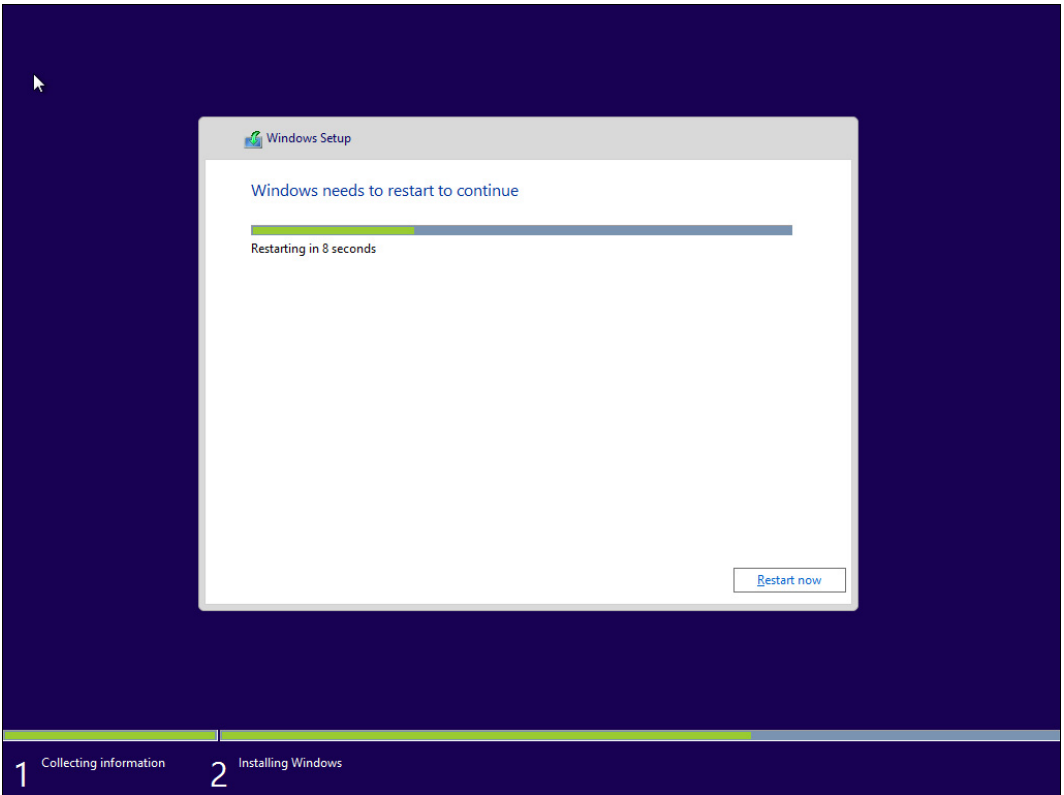 Windows Setup
Windows needs to restart to continue
Restarting in 8 seconds
Restart now
1 Collecting information
2 Installing Windows